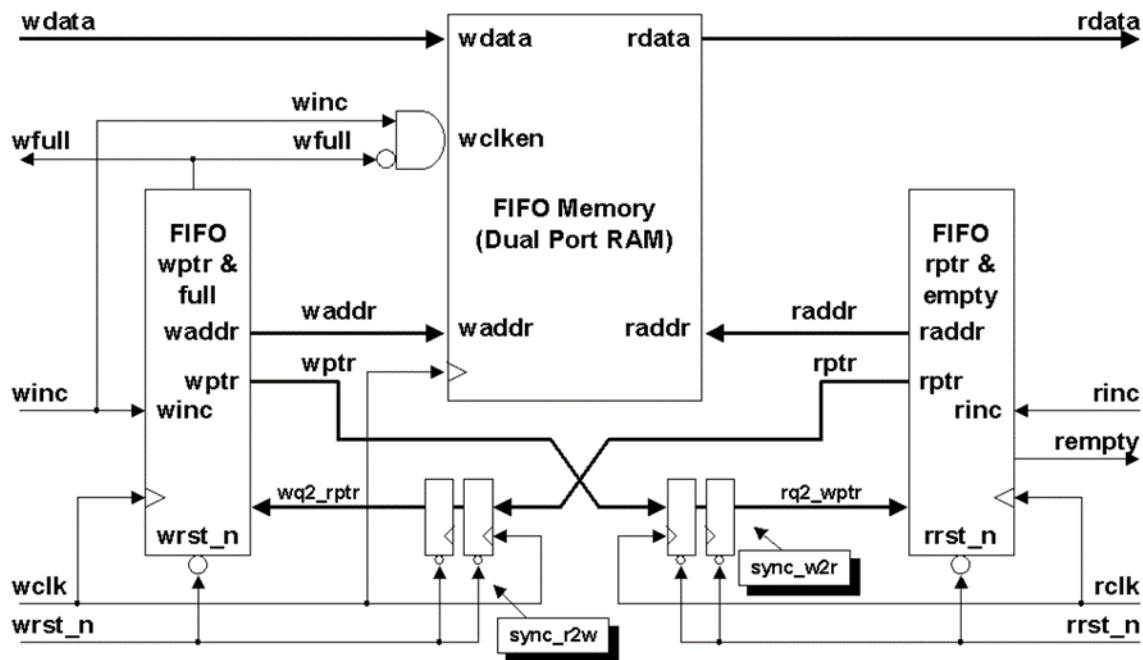 wdata
wdata
rdata
rdata
winc
wfull
wfull
wclken
FIFO Memory
(Dual Port RAM)
FIFO
wptr &
full
waddr
wptr
winc
wrst_n
FIFO
rptr &
empty
raddr
rptr
rinc
rrst_n
waddr
waddr
raddr
raddr
wptr
rptr
winc
rinc
rempty
wq2_rptr
rq2_wptr
sync_w2r
sync_r2w
wclk
rclk
wrst_n
rrst_n